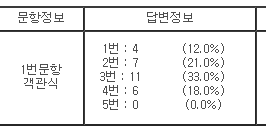 문항정보 답변정보
1번문항
객관식
1번 : 4 (12.0%)
2번 : 7 (21.0%)
3번 : 11 (33.0%)
4번 : 6 (18.0%)
5번 : 0 (0.0%)